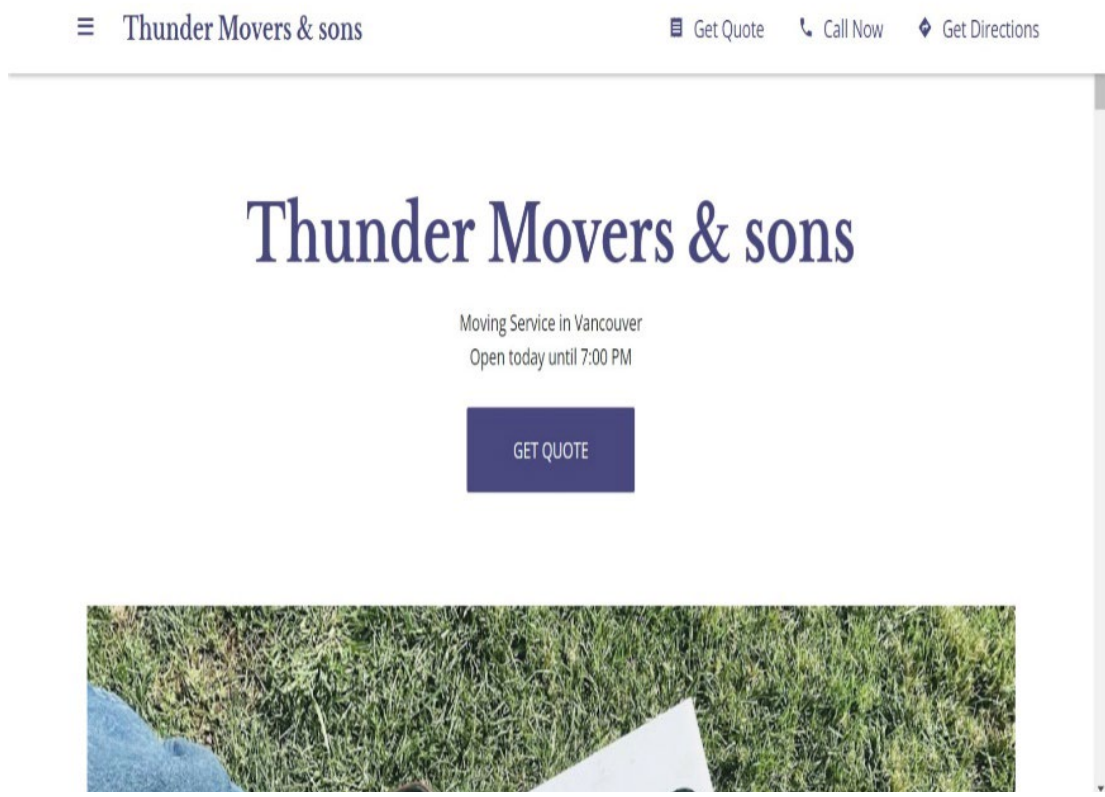 Thunder Movers & sons
Get Quote
Call Now
Get Directions
Thunder Movers & sons
Moving Service in Vancouver
Open today until 7:00 PM
GET QUOTE